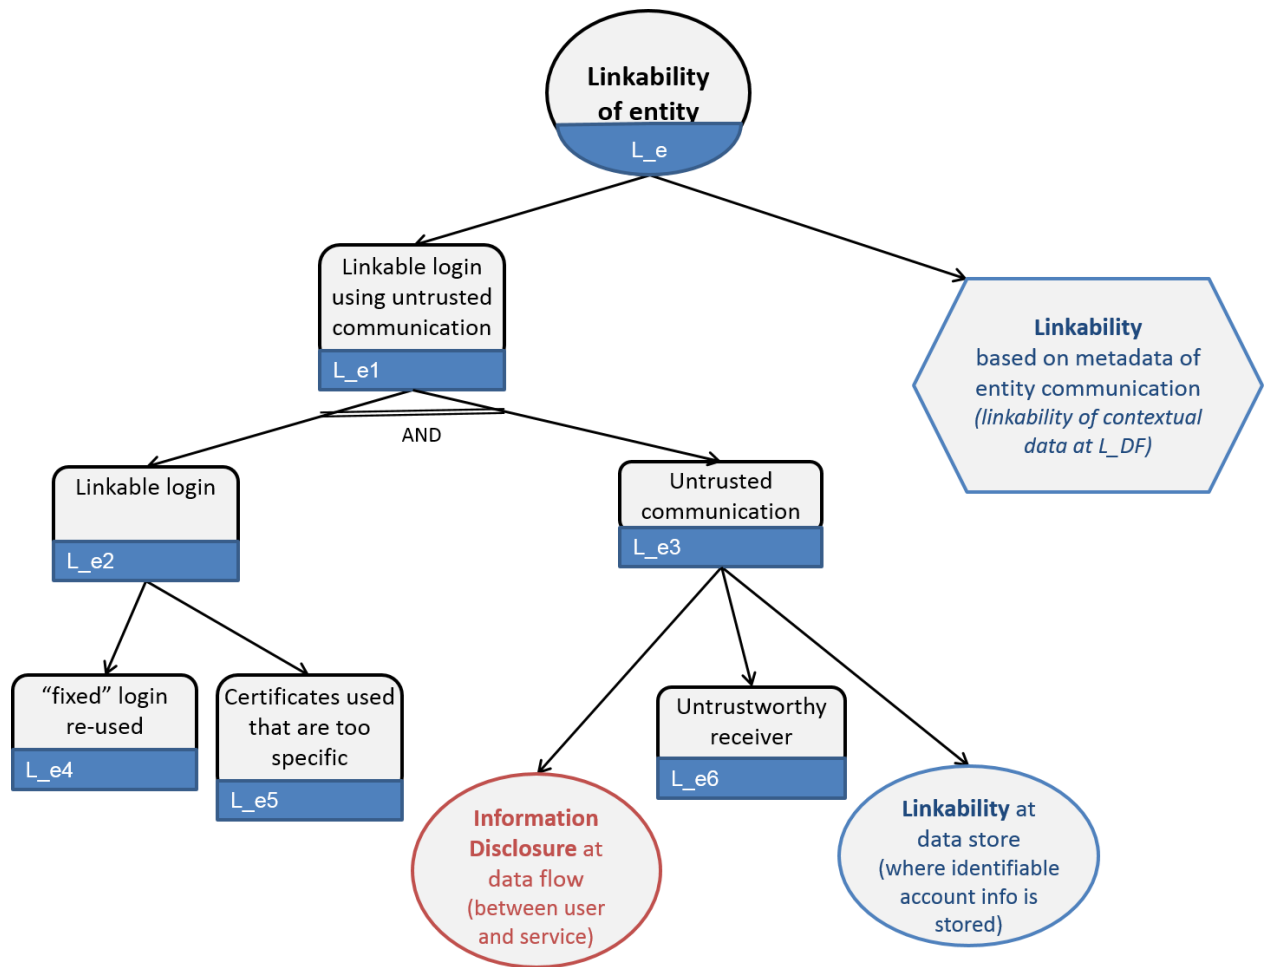 Linkability
of entity
L_e
Linkable login
using untrusted
communication
L_e1
Linkability
based on metadata of
entity communication
(linkability of contextual
data at L_DF)
AND
Linkable login
L_e2
Untrusted
communication
L_e3
“fixed” login
re-used
L_e4
Certificates used
that are too
specific
L_e5
Untrustworthy
receiver
L_e6
Information
Disclosure at
data flow
(between user
and service)
Linkability at
data store
(where identifiable
account info is
stored)